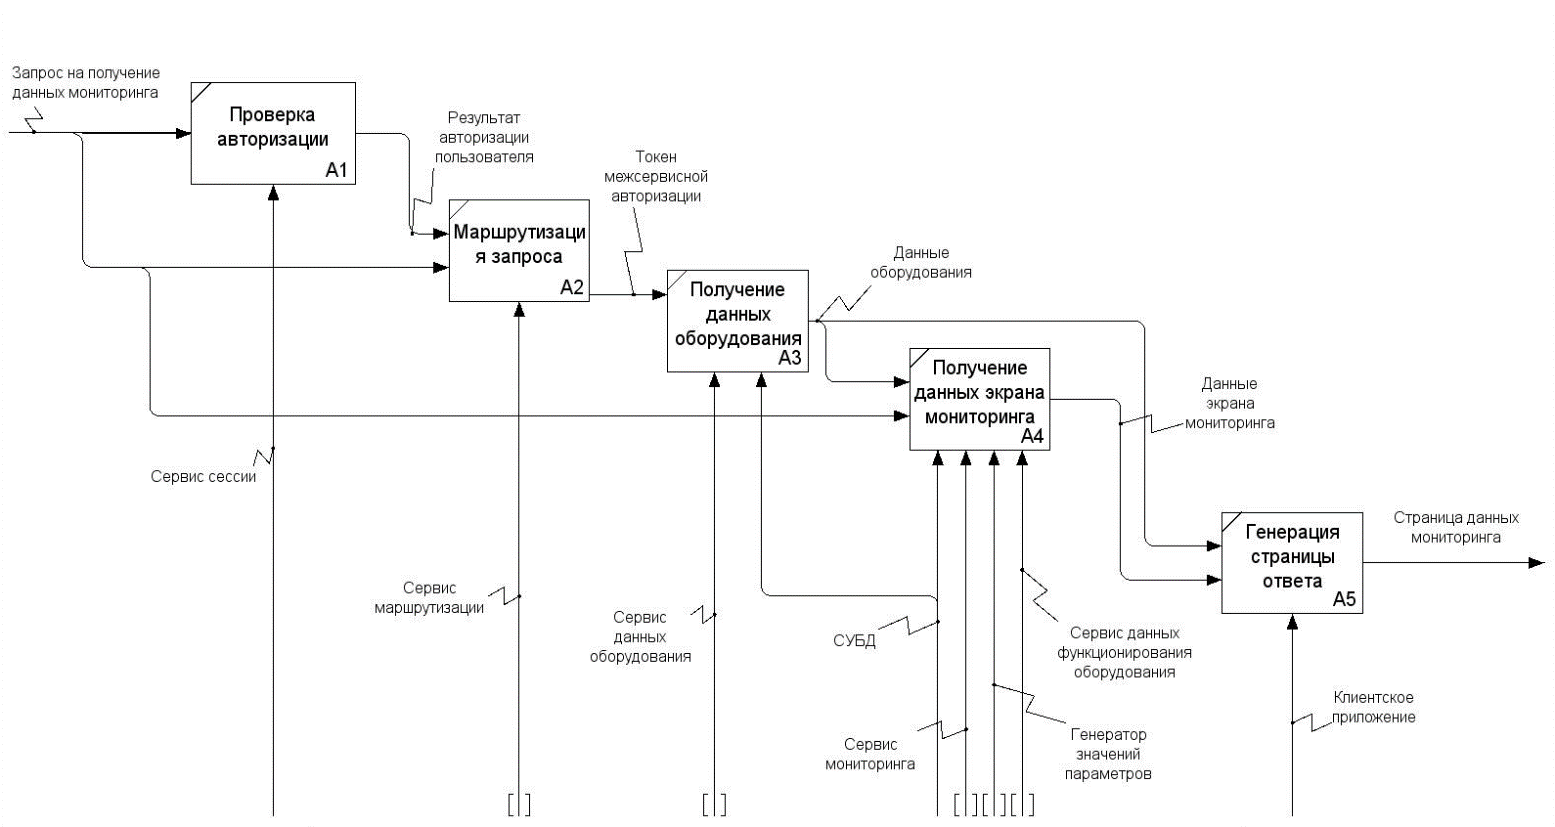 Запрос на получение
данных мониторинга
Проверка
авторизации
A1
Результат
авторизации
пользователя
Токен
межсервисной
авторизации
Маршрутизаци
я запроса
A2
Данные
оборудования
Получение
данных
оборудования
A3
Получение
данных экрана
мониторинга
A4
Данные
экрана
мониторинга
Сервис сессии
Страница данных
мониторинга
Генерация
страницы
ответа
A5
Сервис
маршрутизации
Сервис
данных
оборудования
СУБД
Сервис данных
функционирования
оборудования
Клиентское
приложение
Сервис
мониторинга
Генератор
значений
параметров